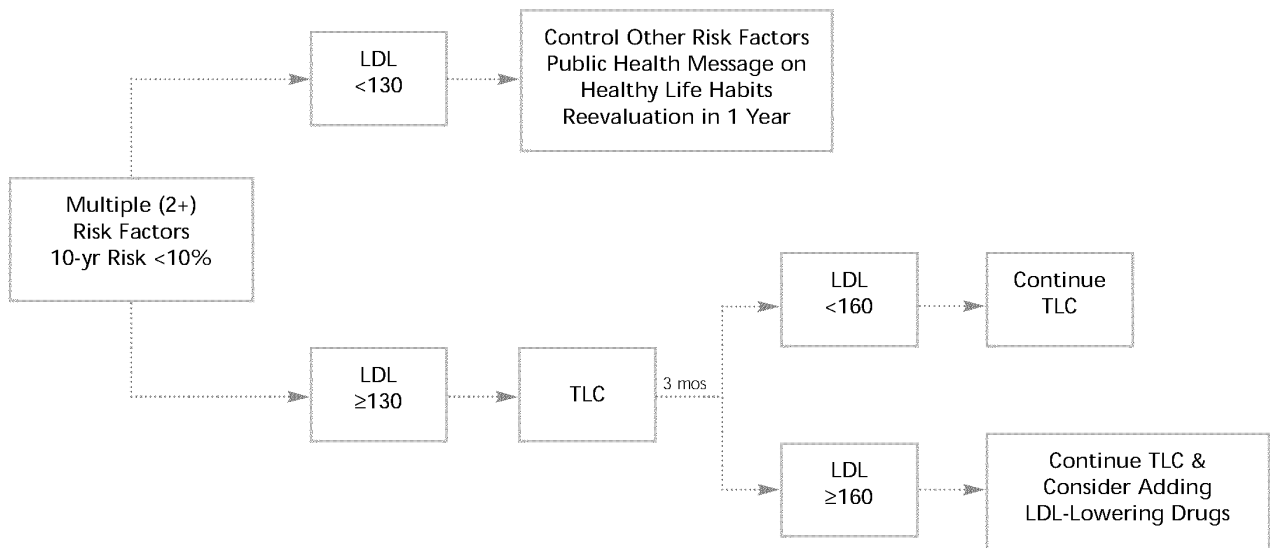 LDL
<130
Control Other Risk Factors
Public Health Message on
Healthy Life Habits
Reevaluation in 1 Year
Multiple (2+)
Risk Factors
10-yr Risk <10%
LDL
≥130
TLC
3 mos
LDL
<160
Continue
TLC
LDL
≥160
Continue TLC &
Consider Adding
LDL-Lowering Drugs